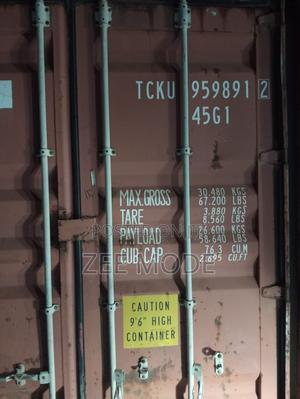 TCKU 959891 2
45G1
MAX.GROSS 30.480 KGS
67.200 LBS
TARE 3.880 KGS
8.560 LBS
PAYLOAD 26.600 KGS
58.640 LBS
CUB.CAP. 76.3 CU.M
2.695 CU.FT
ZEE MODE
CAUTION
9'6" HIGH
CONTAINER